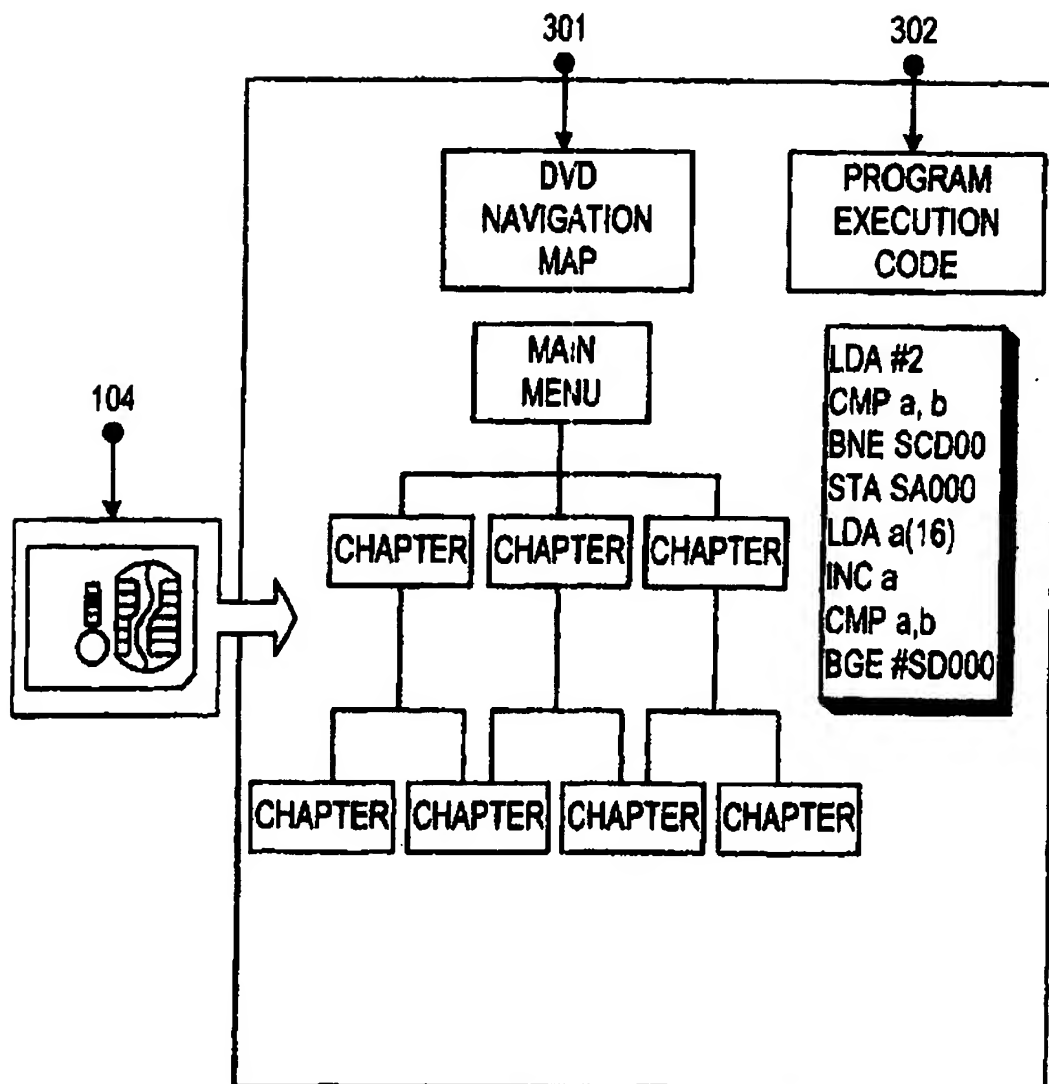 301
302
DVD
NAVIGATION
MAP
PROGRAM
EXECUTION
CODE
MAIN
MENU
LDA #2
CMP a, b
BNE SCD00
STA SA000
LDA a(16)
INC a
CMP a,b
BGE #SD000
104
CHAPTER CHAPTER CHAPTER
CHAPTER CHAPTER CHAPTER CHAPTER